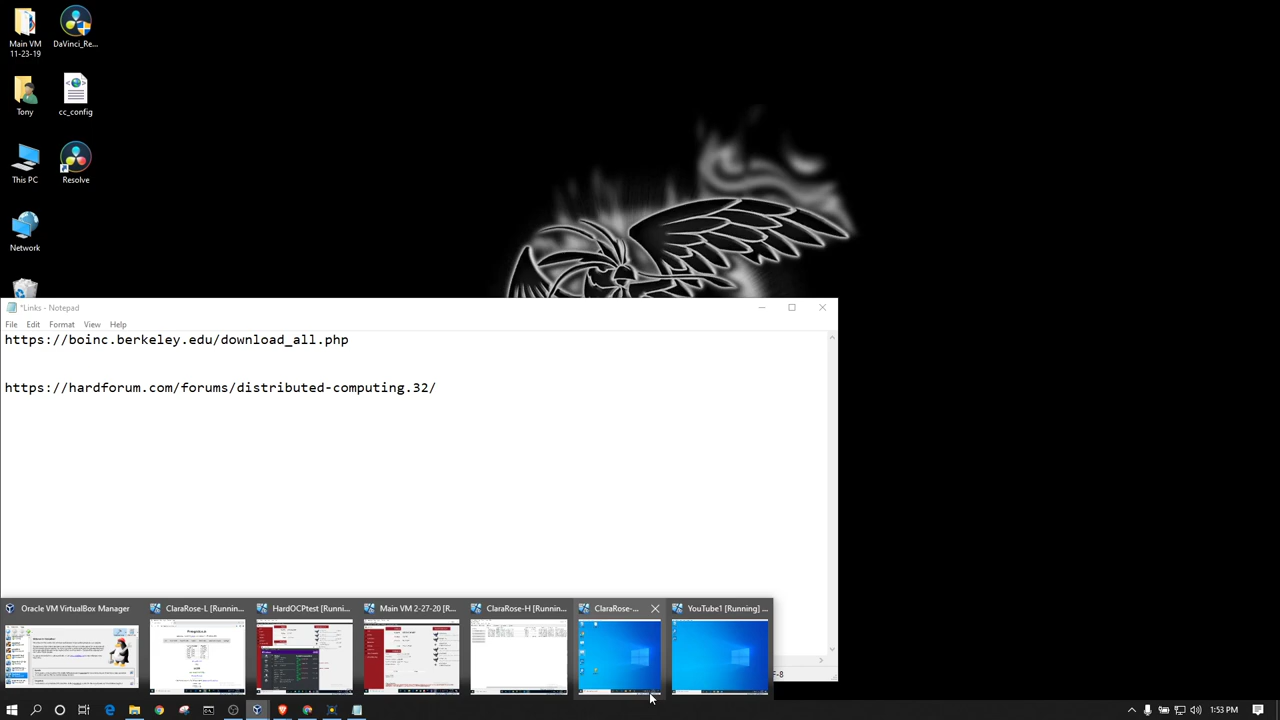 Main VM
11-23-19
DaVinci_Re...
Tony
cc_config
This PC
Resolve
Network
*Links - Notepad
File Edit Format View Help
https://boinc.berkeley.edu/download_all.php
https://hardforum.com/forums/distributed-computing.32/
Oracle VM VirtualBox Manager
ClaraRose-L [Runnin...
HardOCPtest [Runni...
Main VM 2-27-20 [R...
ClaraRose-H [Runnin...
ClaraRose-...
YouTube1 [Running] ...
F-8
1:53 PM